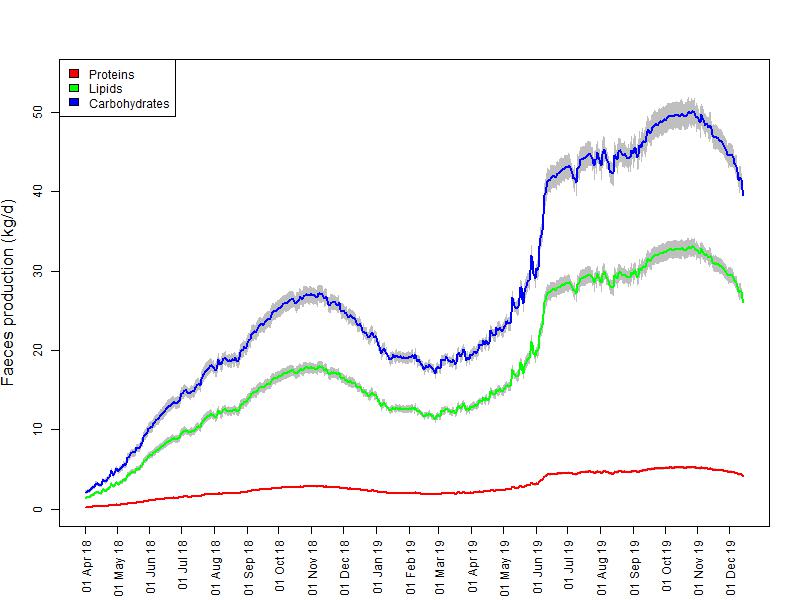 Proteins
Lipids
Carbohydrates
Faeces production (kg/d)
50
40
30
20
10
0
01 Apr 18
01 May 18
01 Jun 18
01 Jul 18
01 Aug 18
01 Sep 18
01 Oct 18
01 Nov 18
01 Dec 18
01 Jan 19
01 Feb 19
01 Mar 19
01 Apr 19
01 May 19
01 Jun 19
01 Jul 19
01 Aug 19
01 Sep 19
01 Oct 19
01 Nov 19
01 Dec 19